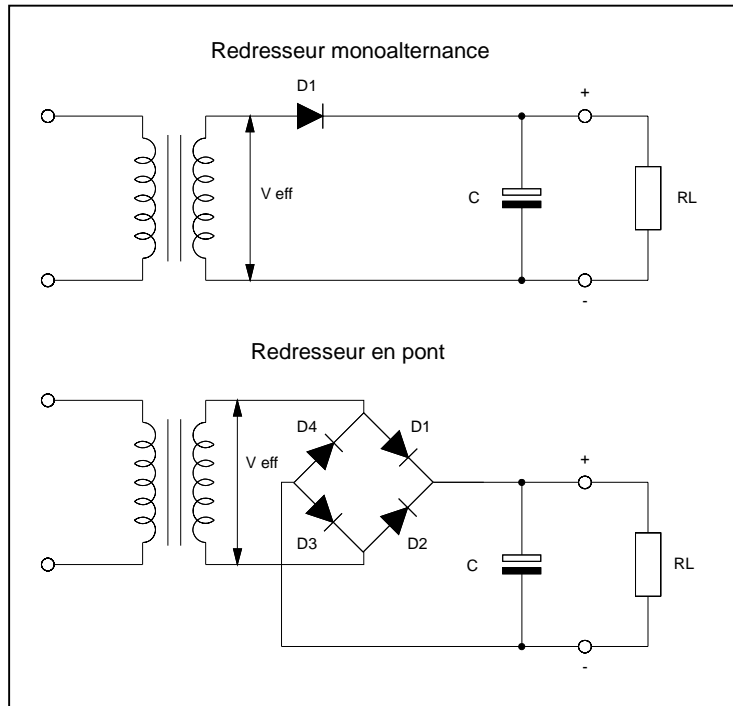 Redresseur monoalternance
D1
+
V eff
C
RL
-
Redresseur en pont
D4
D1
+
V eff
D3
D2
C
RL
-